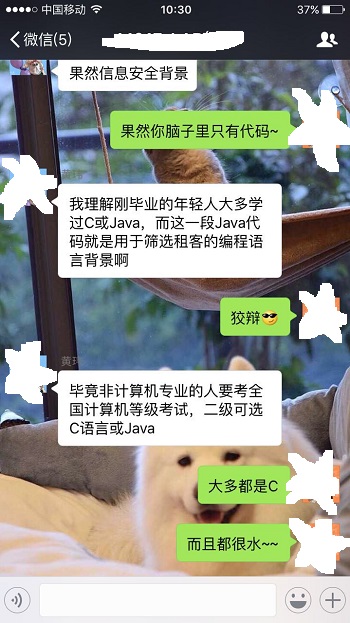 中国移动 10:30 37%
微信(5)
果然信息安全背景
果然你脑子里只有代码~
我理解刚毕业的年轻人大多学
过C或Java，而这一段Java代
码就是用于筛选租客的编程语
言背景啊
狡辩😎
毕竟非计算机专业的人要考全
国计算机等级考试，二级可选
C语言或Java
大多都是C
而且都很水~~